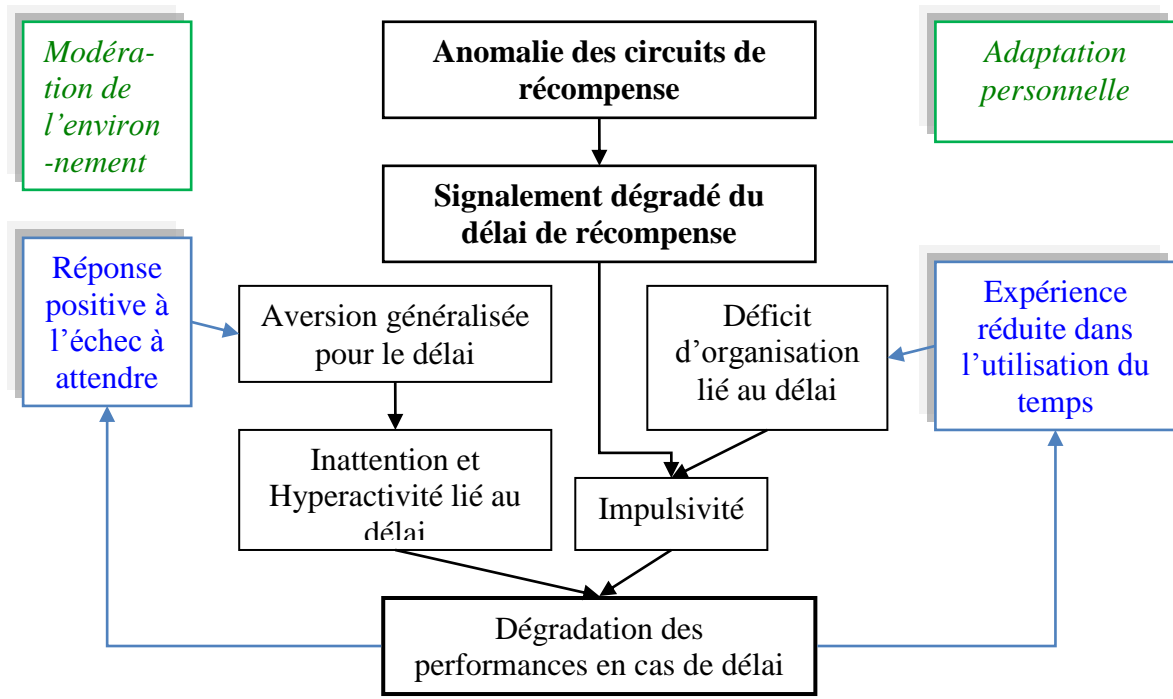 Modéra-
tion de
l’environ
-nement
Anomalie des circuits de
récompense
Adaptation
personnelle
Signalement dégradé du
délai de récompense
Réponse
positive à
l’échec à
attendre
Aversion généralisée
pour le délai
Déficit
d’organisation
lié au délai
Expérience
réduite dans
l’utilisation du
temps
Inattention et
Hyperactivité lié au
délai
Impulsivité
Dégradation des
performances en cas de délai